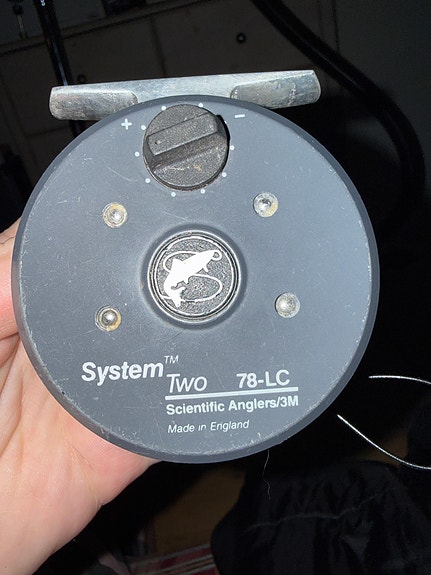 + −
System™
Two 78-LC
Scientific Anglers/3M
Made in England